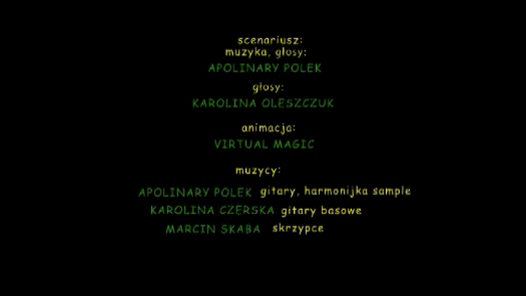 scenariusz:
muzyka, głosy:
APOLINARY POLEK
głosy:
KAROLINA OLESZCZUK
animacja:
VIRTUAL MAGIC
muzycy:
APOLINARY POLEK gitary, harmonijka sample
KAROLINA CZERSKA gitary basowe
MARCIN SKABA skrzypce